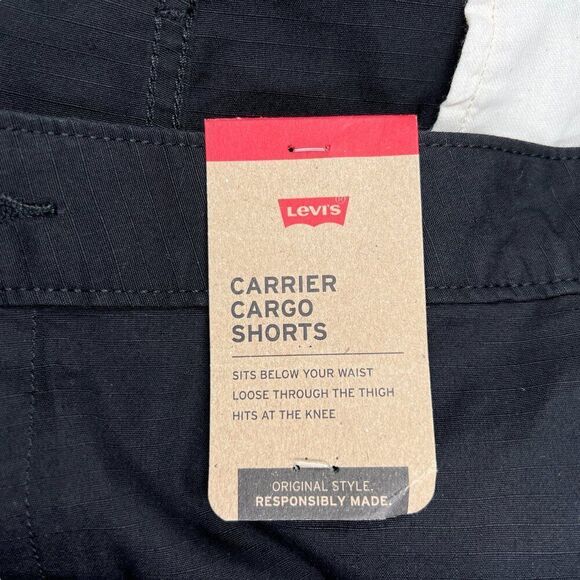 Levi's
CARRIER
CARGO
SHORTS
SITS BELOW YOUR WAIST
LOOSE THROUGH THE THIGH
HITS AT THE KNEE
ORIGINAL STYLE.
RESPONSIBLY MADE.